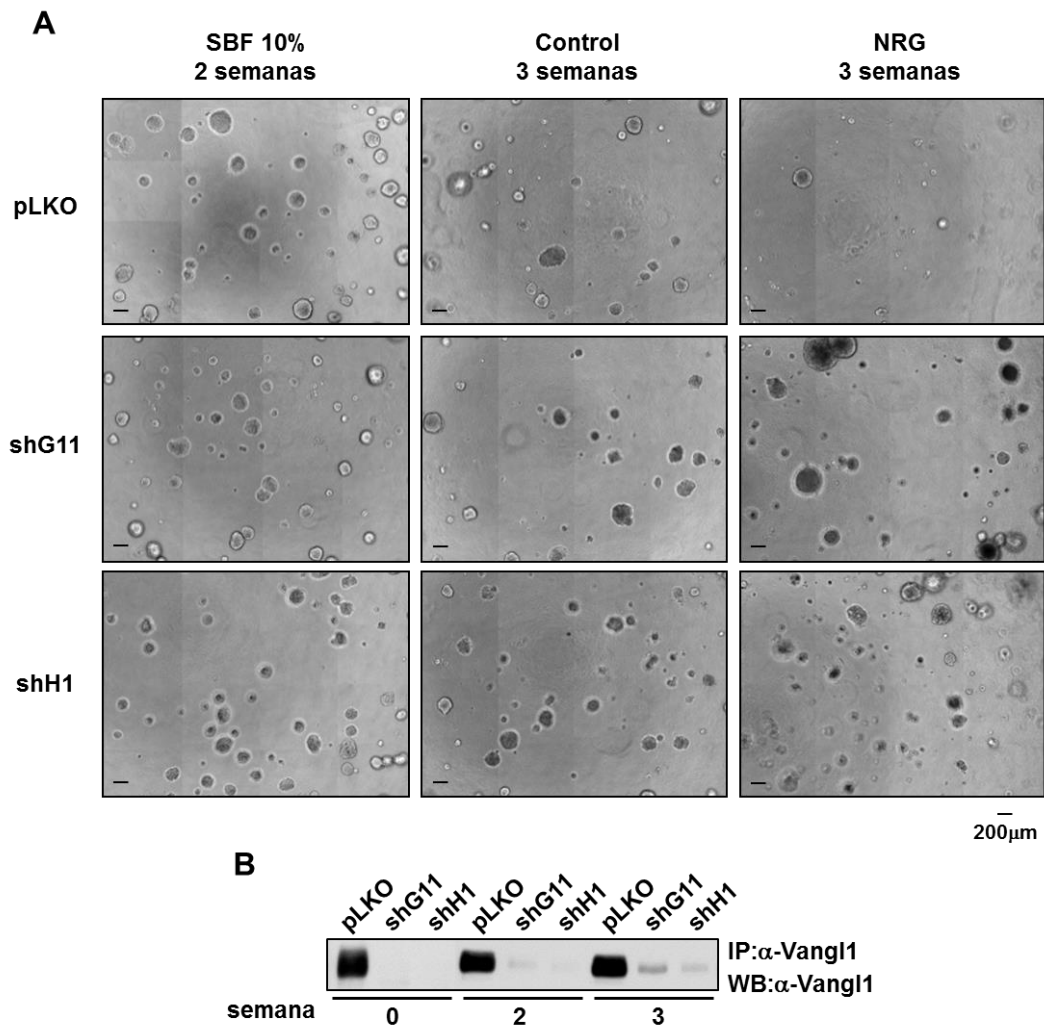 A
SBF 10%
2 semanas
Control
3 semanas
NRG
3 semanas
pLKO
shG11
shH1
200µm
B
pLKO shG11 shH1 pLKO shG11 shH1 pLKO shG11 shH1
IP:α-Vangl1
WB:α-Vangl1
semana 0 2 3